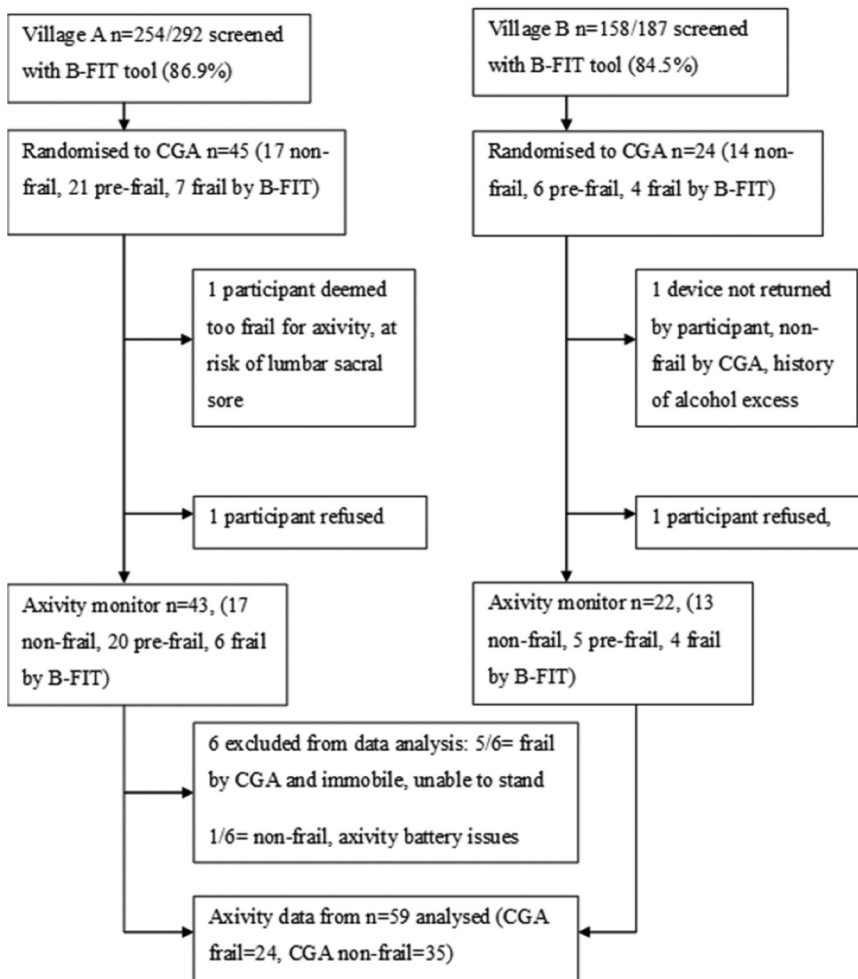 Village A n=254/292 screened
with B-FIT tool (86.9%)
Village B n=158/187 screened
with B-FIT tool (84.5%)
Randomised to CGA n=45 (17 non-
frail, 21 pre-frail, 7 frail by B-FIT)
Randomised to CGA n=24 (14 non-
frail, 6 pre-frail, 4 frail by B-FIT)
1 participant deemed
too frail for axivity, at
risk of lumbar sacral
sore
1 device not returned
by participant, non-
frail by CGA, history
of alcohol excess
1 participant refused
1 participant refused,
Axivity monitor n=43, (17
non-frail, 20 pre-frail, 6 frail
by B-FIT)
Axivity monitor n=22, (13
non-frail, 5 pre-frail, 4 frail
by B-FIT)
6 excluded from data analysis: 5/6= frail
by CGA and immobile, unable to stand
1/6= non-frail, axivity battery issues
Axivity data from n=59 analysed (CGA
frail=24, CGA non-frail=35)